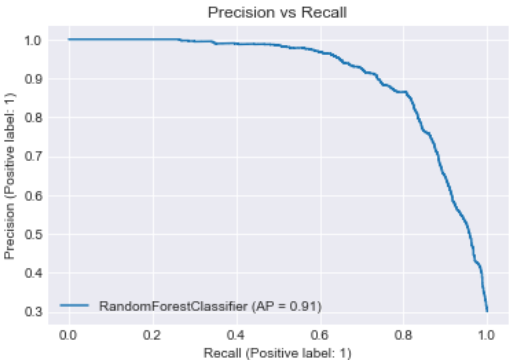 Precision vs Recall
Precision (Positive label: 1)
1.0
0.9
0.8
0.7
0.6
0.5
0.4
0.3
RandomForestClassifier (AP = 0.91)
0.0 0.2 0.4 0.6 0.8 1.0
Recall (Positive label: 1)